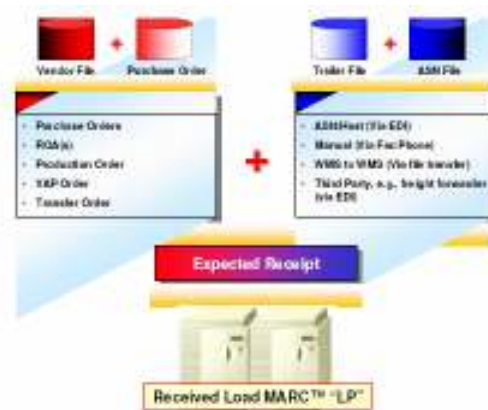 +
+
Vendor File
Purchase Order
Trailer File
ASN File
• Purchase Orders
• RGA(s)
• Production Order
• VAP Order
• Transfer Order
+
• ASN/Host (Via EDI)
• Manual (Via Fax/Phone)
• WMS to WMS (Via file transfer)
• Third Party, e.g., freight forwarder
(via EDI)
Expected Receipt
Received Load MARC™ "LP"